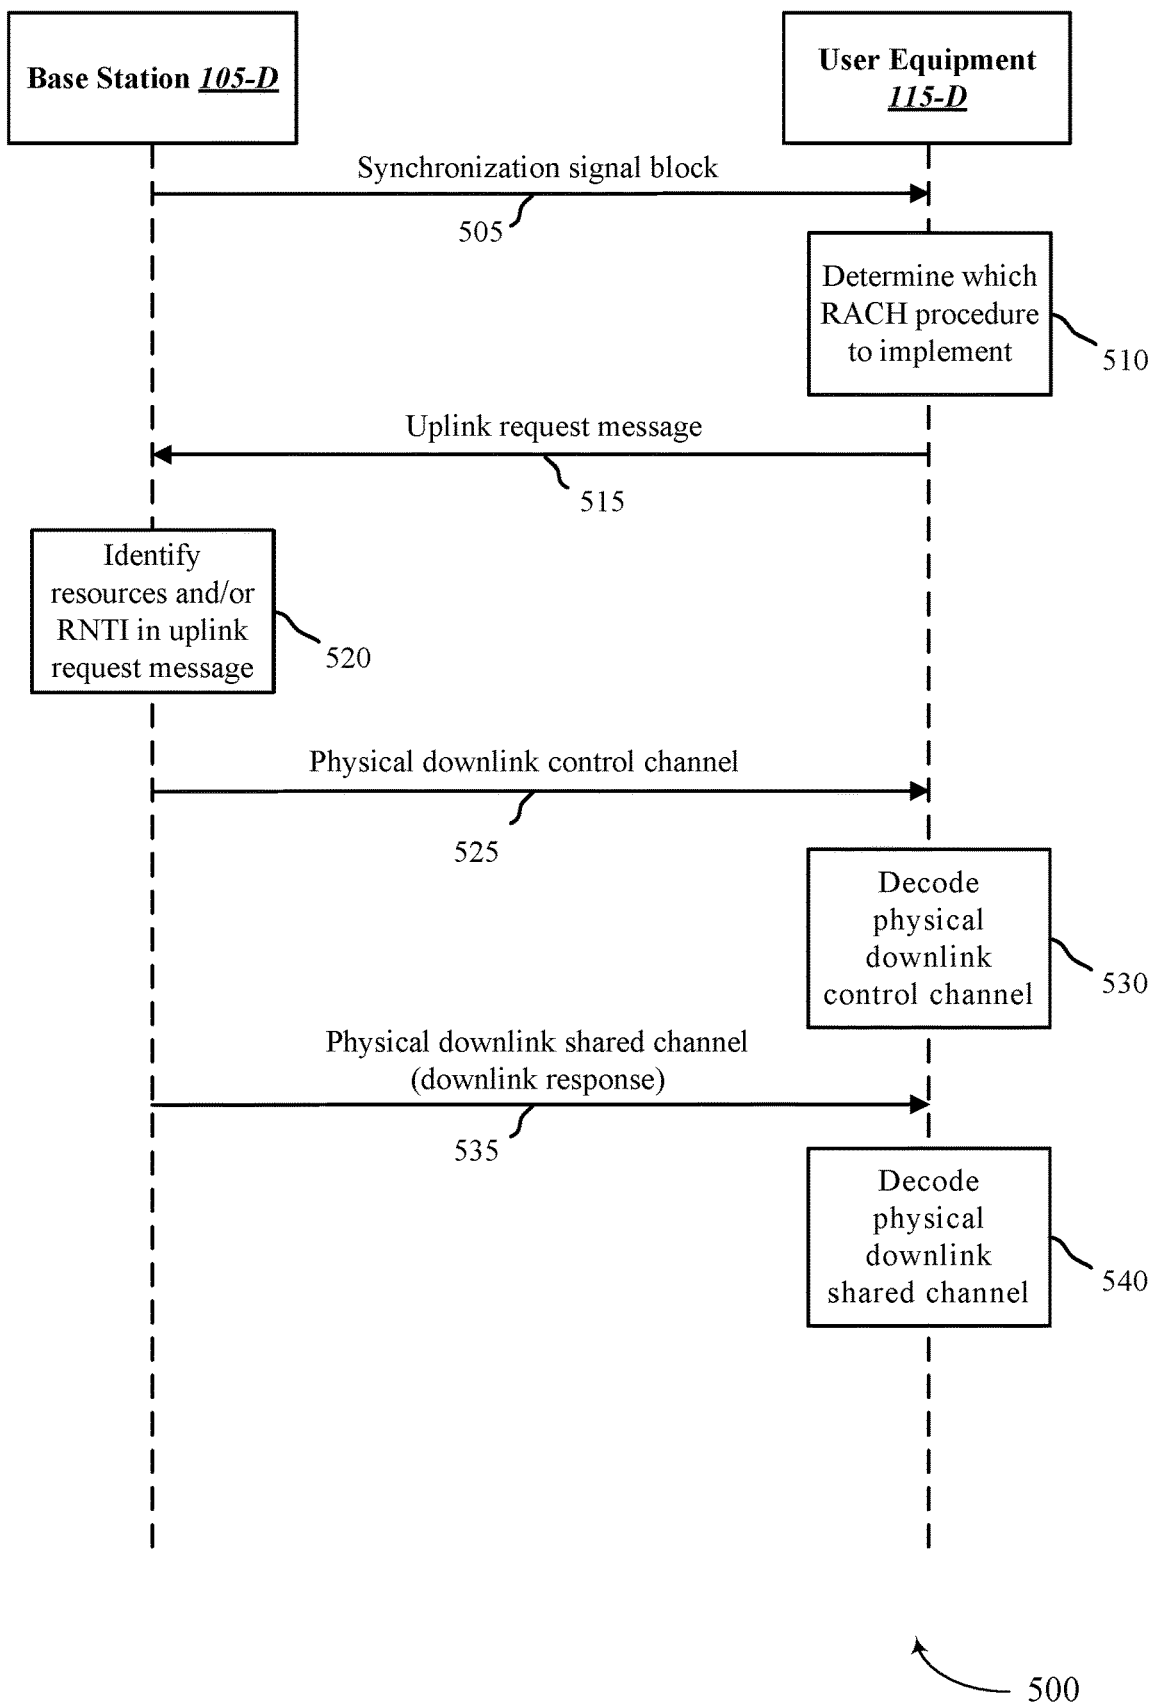 Base Station 105-D
User Equipment
115-D
Synchronization signal block
505
Determine which
RACH procedure
to implement
510
Uplink request message
515
Identify
resources and/or
RNTI in uplink
request message
520
Physical downlink control channel
525
Decode
physical
downlink
control channel
530
Physical downlink shared channel
(downlink response)
535
Decode
physical
downlink
shared channel
540
500